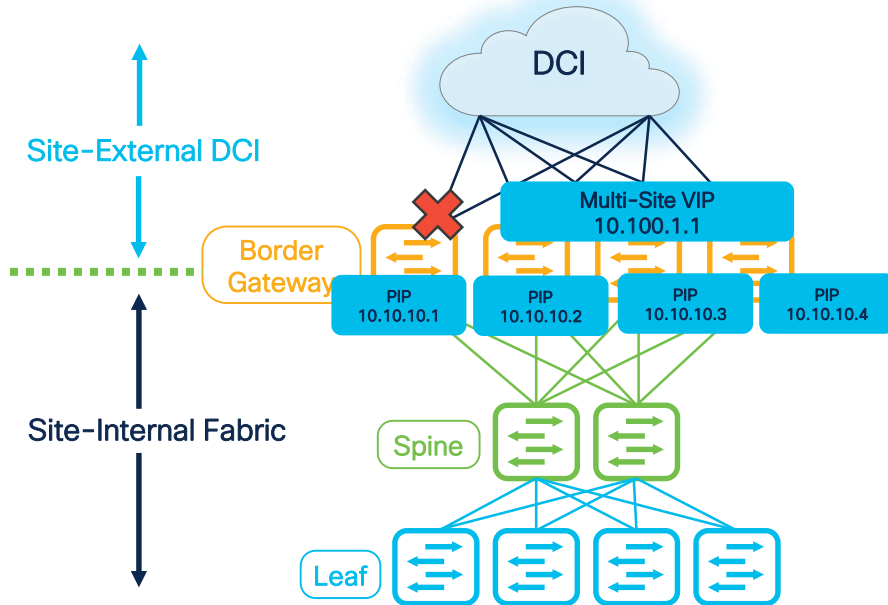 DCI
Site-External DCI
Multi-Site VIP
10.100.1.1
Border
Gateway
PIP
10.10.10.1
PIP
10.10.10.2
PIP
10.10.10.3
PIP
10.10.10.4
Site-Internal Fabric
Spine
Leaf